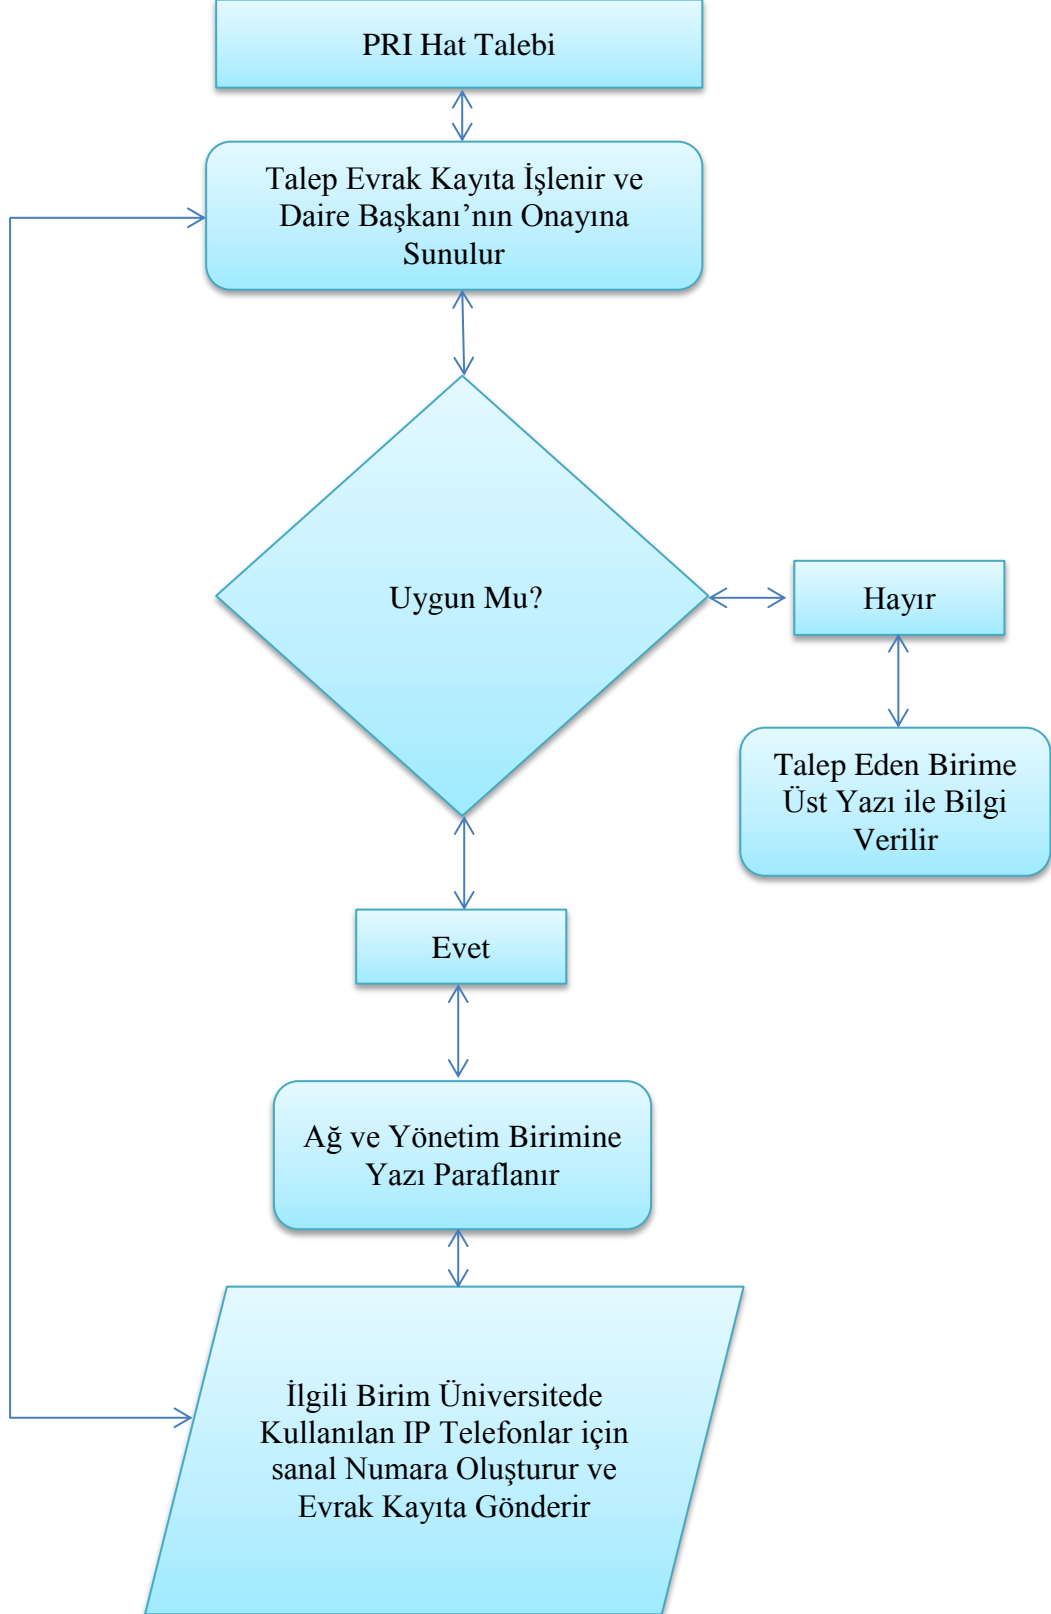 PRI Hat Talebi
Talep Evrak Kayıta İşlenir ve
Daire Başkanı’nın Onayına
Sunulur
Uygun Mu?
Hayır
Talep Eden Birime
Üst Yazı ile Bilgi
Verilir
Evet
Ağ ve Yönetim Birimine
Yazı Paraflanır
İlgili Birim Üniversitede
Kullanılan IP Telefonlar için
sanal Numara Oluşturur ve
Evrak Kayıta Gönderir